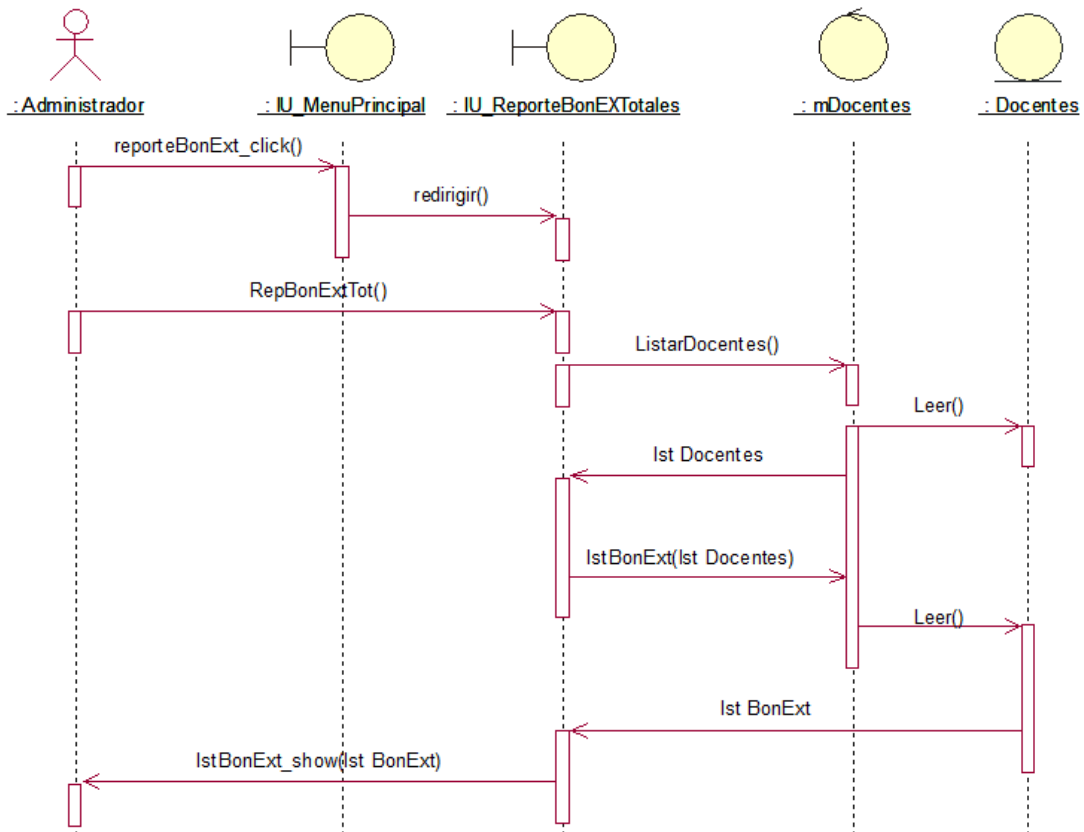 : Administrador
: IU_MenuPrincipal
: IU_ReporteBonEXTotales
: mDocentes
: Docentes
reporteBonExt_click()
redirigir()
RepBonExtTot()
ListarDocentes()
Leer()
lst Docentes
lstBonExt(lst Docentes)
Leer()
lst BonExt
lstBonExt_show(lst BonExt)